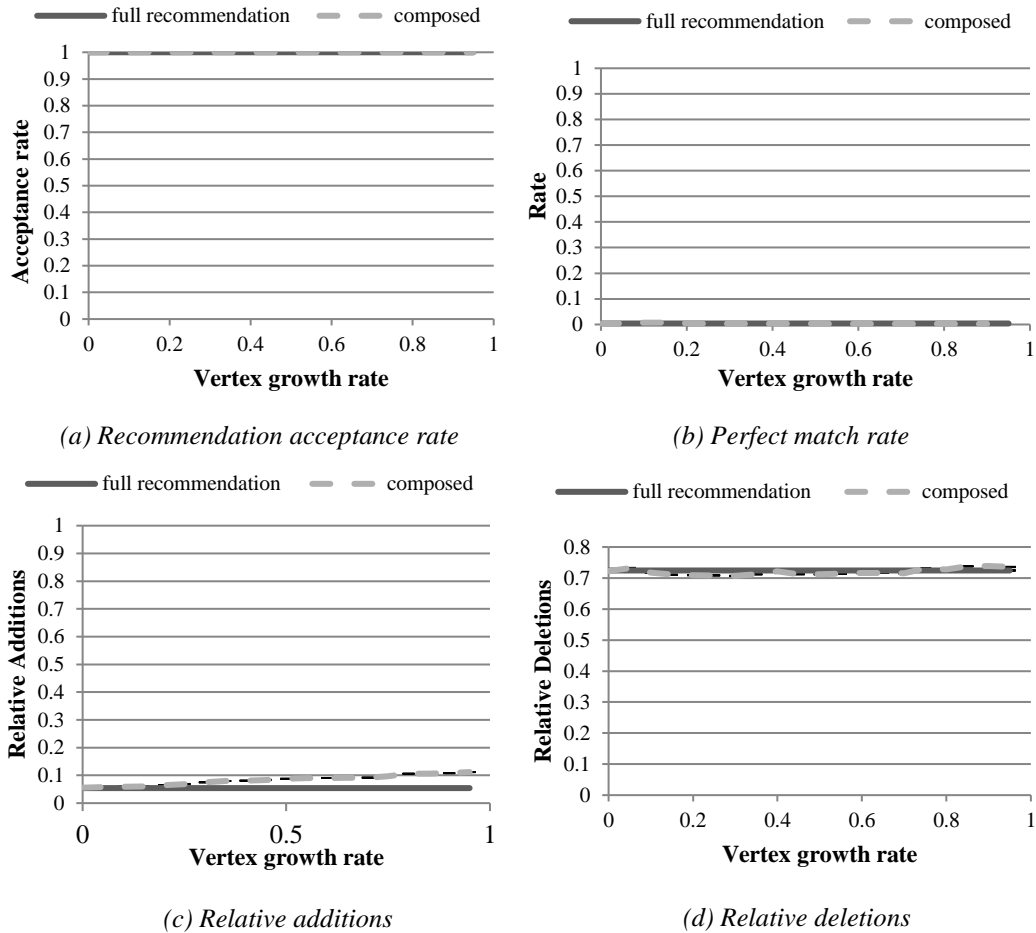 full recommendation composed
1
0.9
0.8
0.7
0.6
0.5
0.4
0.3
0.2
0.1
0
Acceptance rate
0 0.2 0.4 0.6 0.8 1
Vertex growth rate
(a) Recommendation acceptance rate
full recommendation composed
1
0.9
0.8
0.7
0.6
0.5
0.4
0.3
0.2
0.1
0
Rate
0 0.2 0.4 0.6 0.8 1
Vertex growth rate
(b) Perfect match rate
full recommendation composed
1
0.9
0.8
0.7
0.6
0.5
0.4
0.3
0.2
0.1
0
Relative Additions
0 0.5 1
Vertex growth rate
(c) Relative additions
full recommendation composed
0.8
0.7
0.6
0.5
0.4
0.3
0.2
0.1
0
Relative Deletions
0 0.2 0.4 0.6 0.8 1
Vertex growth rate
(d) Relative deletions